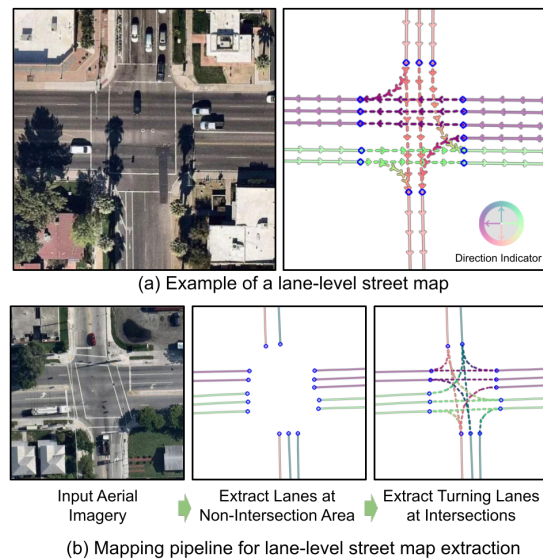 Direction Indicator
(a) Example of a lane-level street map
Input Aerial
Imagery
Extract Lanes at
Non-Intersection Area
Extract Turning Lanes
at Intersections
(b) Mapping pipeline for lane-level street map extraction